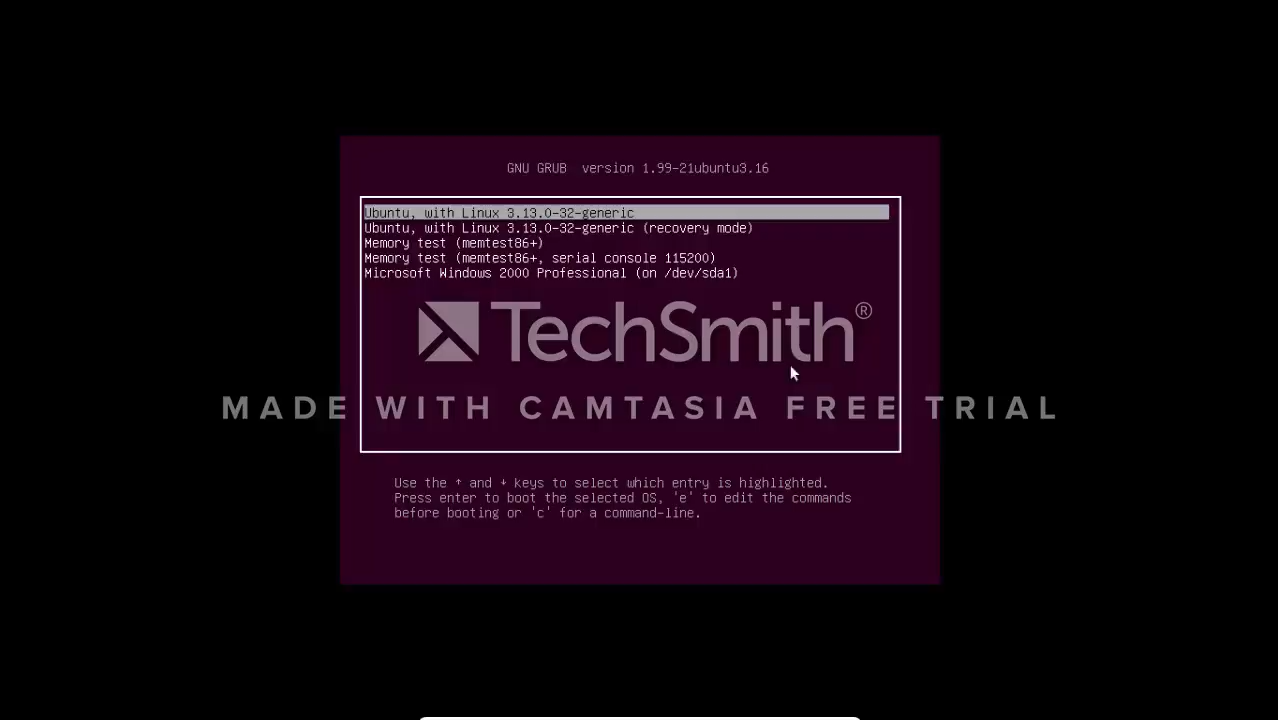 GNU GRUB  version 1.99-21ubuntu3.16
Ubuntu, with Linux 3.13.0-32-generic
Ubuntu, with Linux 3.13.0-32-generic (recovery mode)
Memory test (memtest86+)
Memory test (memtest86+, serial console 115200)
Microsoft Windows 2000 Professional (on /dev/sda1)
TechSmith®
MADE WITH CAMTASIA FREE TRIAL
Use the ↑ and ↓ keys to select which entry is highlighted.
Press enter to boot the selected OS, 'e' to edit the commands
before booting or 'c' for a command-line.